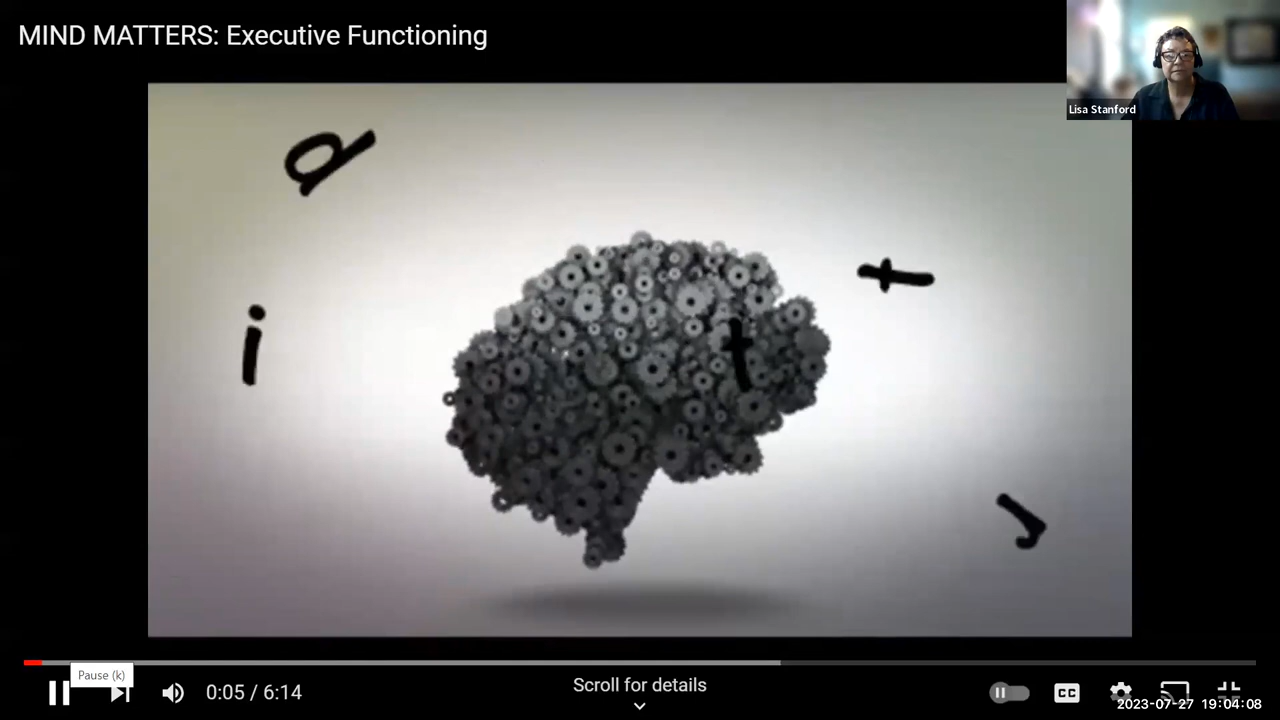 MIND MATTERS: Executive Functioning
Lisa Stanford
d
i
t
t
r
Pause (k)
0:05 / 6:14
Scroll for details
CC
2023-07-27 19:04:08